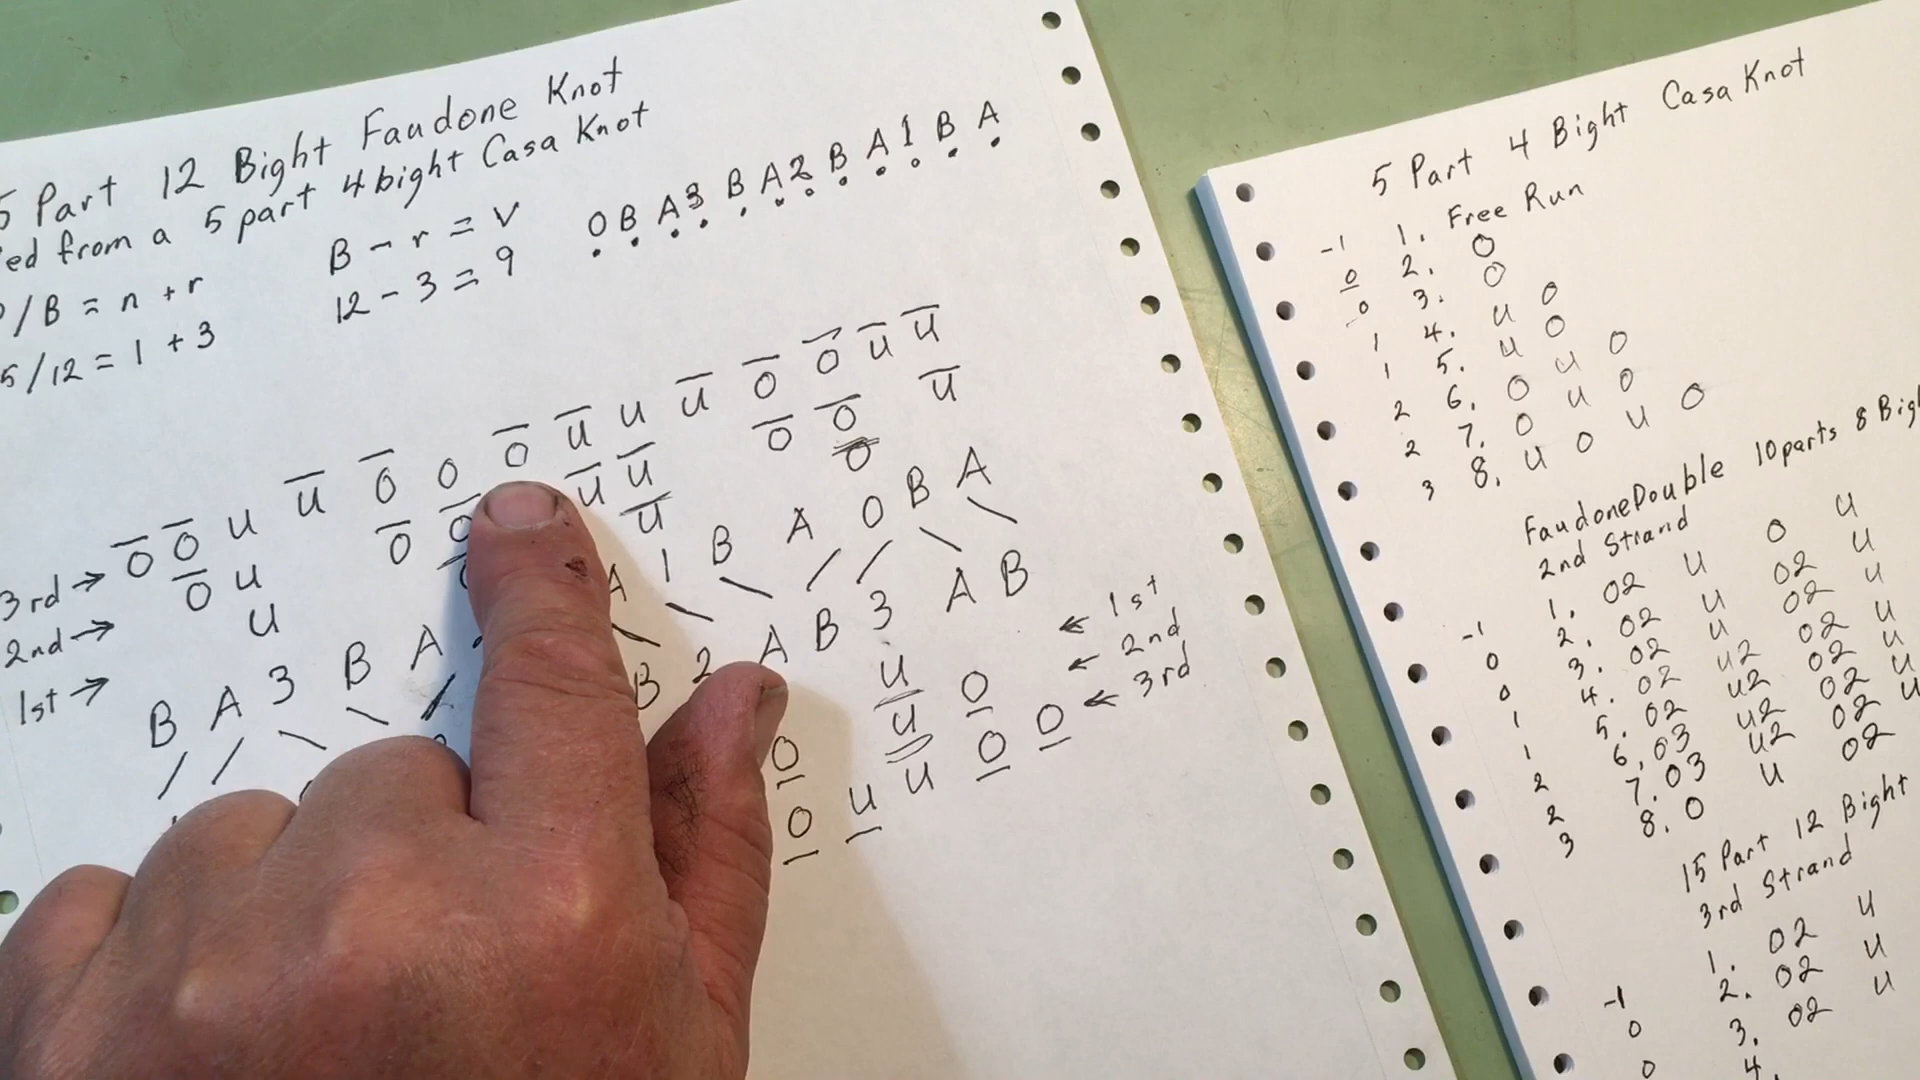 5 Part 12 Bight Faudone Knot
ed from a 5 part 4 bight Casa Knot
/B = n + r
5/12 = 1 + 3
B - r = V
12 - 3 = 9
O B A 3 B A 2 B A 1 B A
3rd → O O u u O O O u u u O O u u
2nd → O u O O u u O O u
1st → u u O
B A 3 B A A 1 B A O B A
B 2 A B 3 A B
u ← 1st
O u O ← 2nd
O u u O O ← 3rd
5 Part 4 Bight Casa Knot
-1 1. Free Run
0 2. O
0 3. O
1 4. u O
1 5. u O
2 6. O u O
2 7. O u O
3 8. u O u O
Faudone Double 10 parts 8 Bigh
2nd Strand
-1 1. O2 u O u
0 2. O2 u O2 u
0 3. O2 u O2 u
1 4. O2 u2 O2 u
1 5. O2 u2 O2 u
2 6. O3 u2 O2 u
2 7. O3 u2 O2 u
3 8. O u O2
15 Part 12 Bight
3rd Strand
-1 1. O2 u
0 2. O2 u
0 3. O2 u
4.